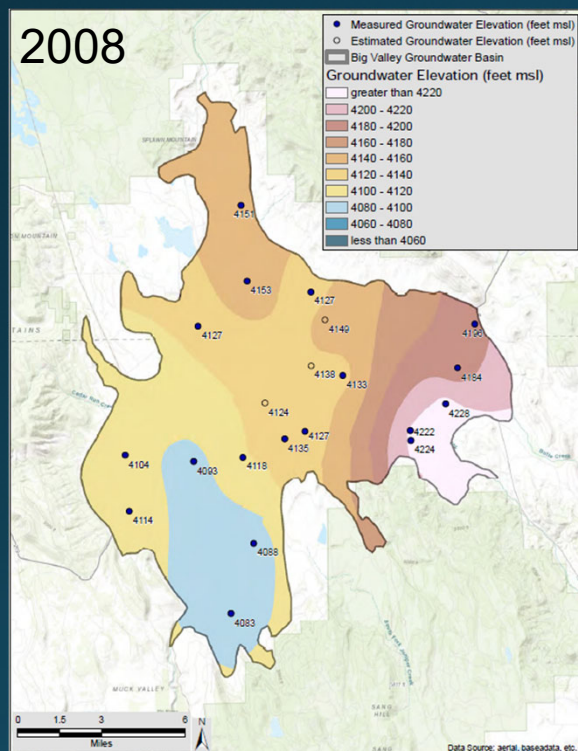 2008
Measured Groundwater Elevation (feet msl)
Estimated Groundwater Elevation (feet msl)
Big Valley Groundwater Basin
Groundwater Elevation (feet msl)
greater than 4220
4200 - 4220
4180 - 4200
4160 - 4180
4140 - 4160
4120 - 4140
4100 - 4120
4080 - 4100
4060 - 4080
less than 4060
4151
4153
4127
4149
4127
4196
4138
4133
4124
4228
4127
4222
4135
4224
4104
4093
4118
4114
4088
4083
MUCK VALLEY
0 1.5 3 6
Miles
N
Data Source: aerial, basedata, etc.